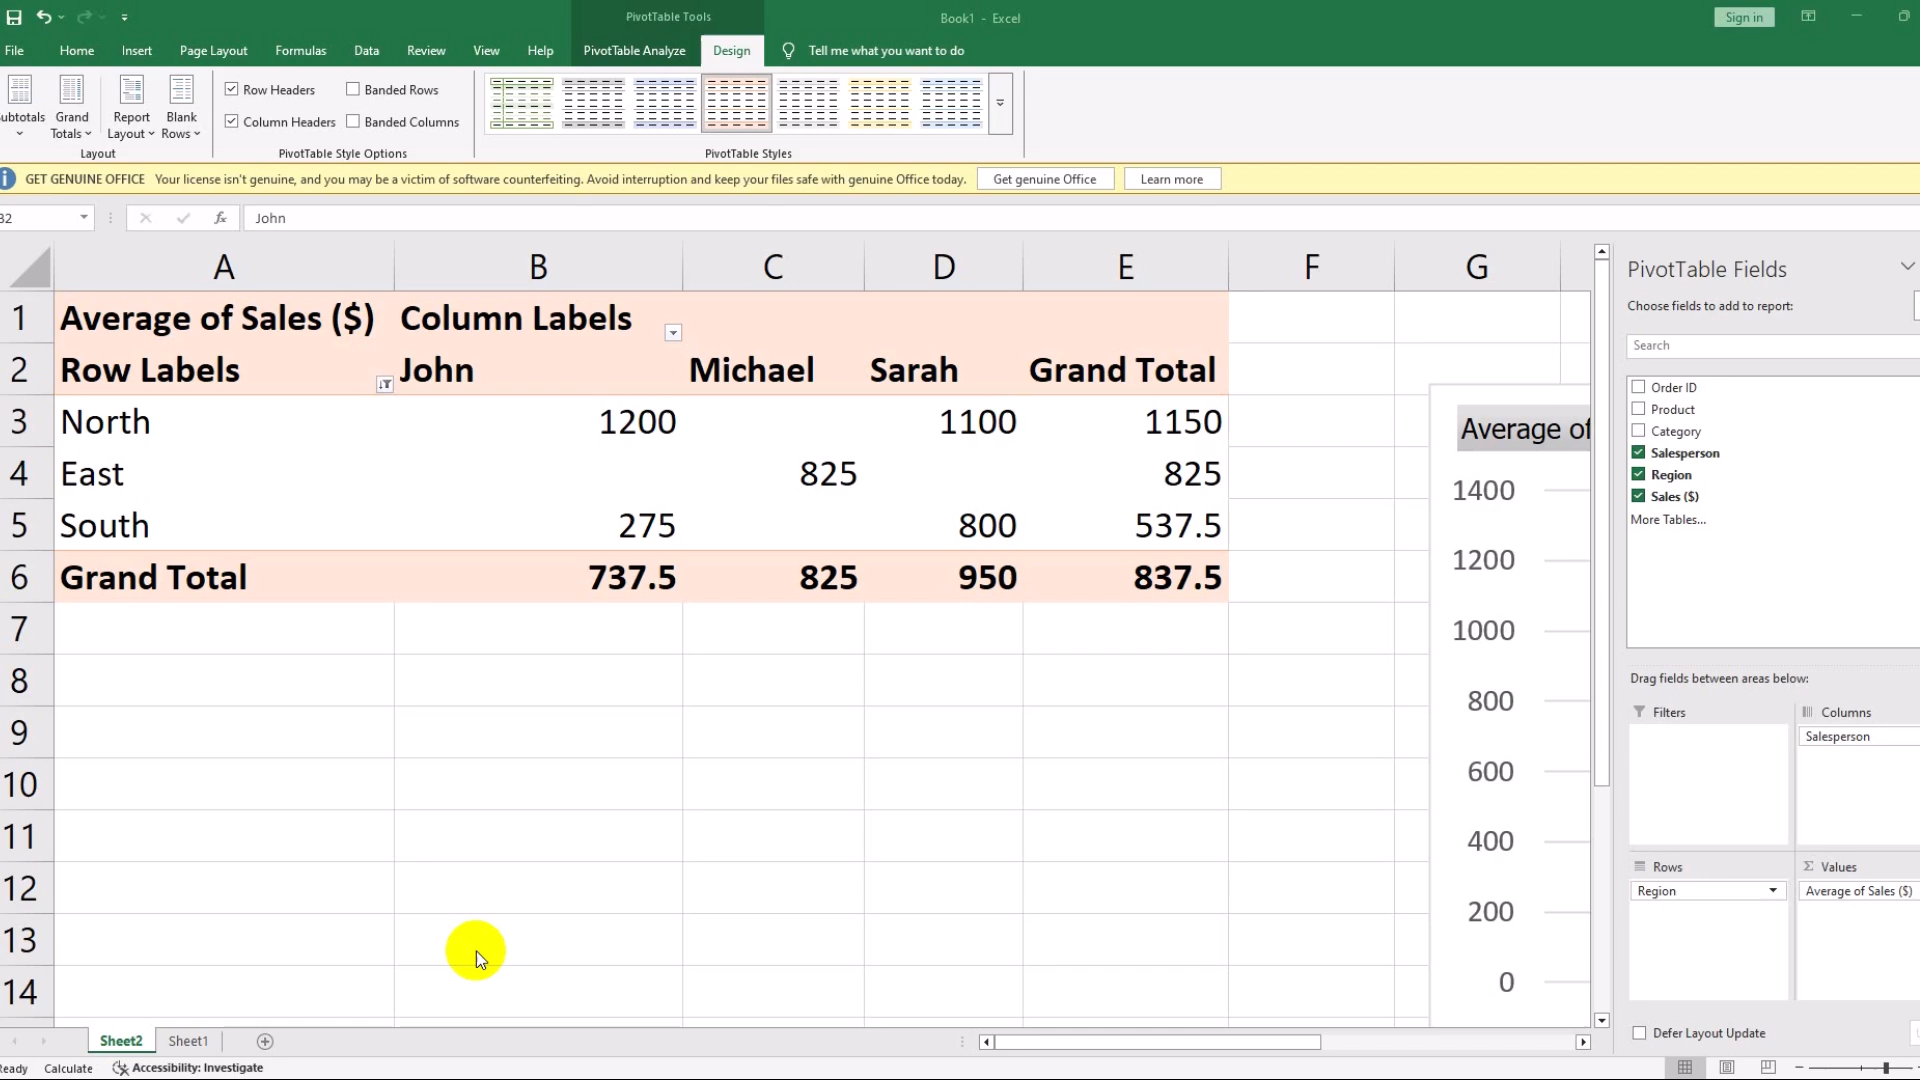 PivotTable Tools
Book1 - Excel
Sign in
File Home Insert Page Layout Formulas Data Review View Help PivotTable Analyze Design Tell me what you want to do
ubtotals
Grand Totals
Report Layout
Blank Rows
Row Headers
Banded Rows
Column Headers
Banded Columns
Layout
PivotTable Style Options
PivotTable Styles
GET GENUINE OFFICE Your license isn't genuine, and you may be a victim of software counterfeiting. Avoid interruption and keep your files safe with genuine Office today. Get genuine Office Learn more
B2 fx John
A B C D E F G
1 Average of Sales ($) Column Labels
2 Row Labels John Michael Sarah Grand Total
3 North 1200 1100 1150
4 East 825 825
5 South 275 800 537.5
6 Grand Total 737.5 825 950 837.5
7
8
9
10
11
12
13
14
Average of
1400
1200
1000
800
600
400
200
0
PivotTable Fields
Choose fields to add to report:
Search
Order ID
Product
Category
Salesperson
Region
Sales ($)
More Tables...
Drag fields between areas below:
Filters
Columns
Salesperson
Rows
Region
Σ Values
Average of Sales ($)
Defer Layout Update
Sheet2 Sheet1
eady Calculate Accessibility: Investigate